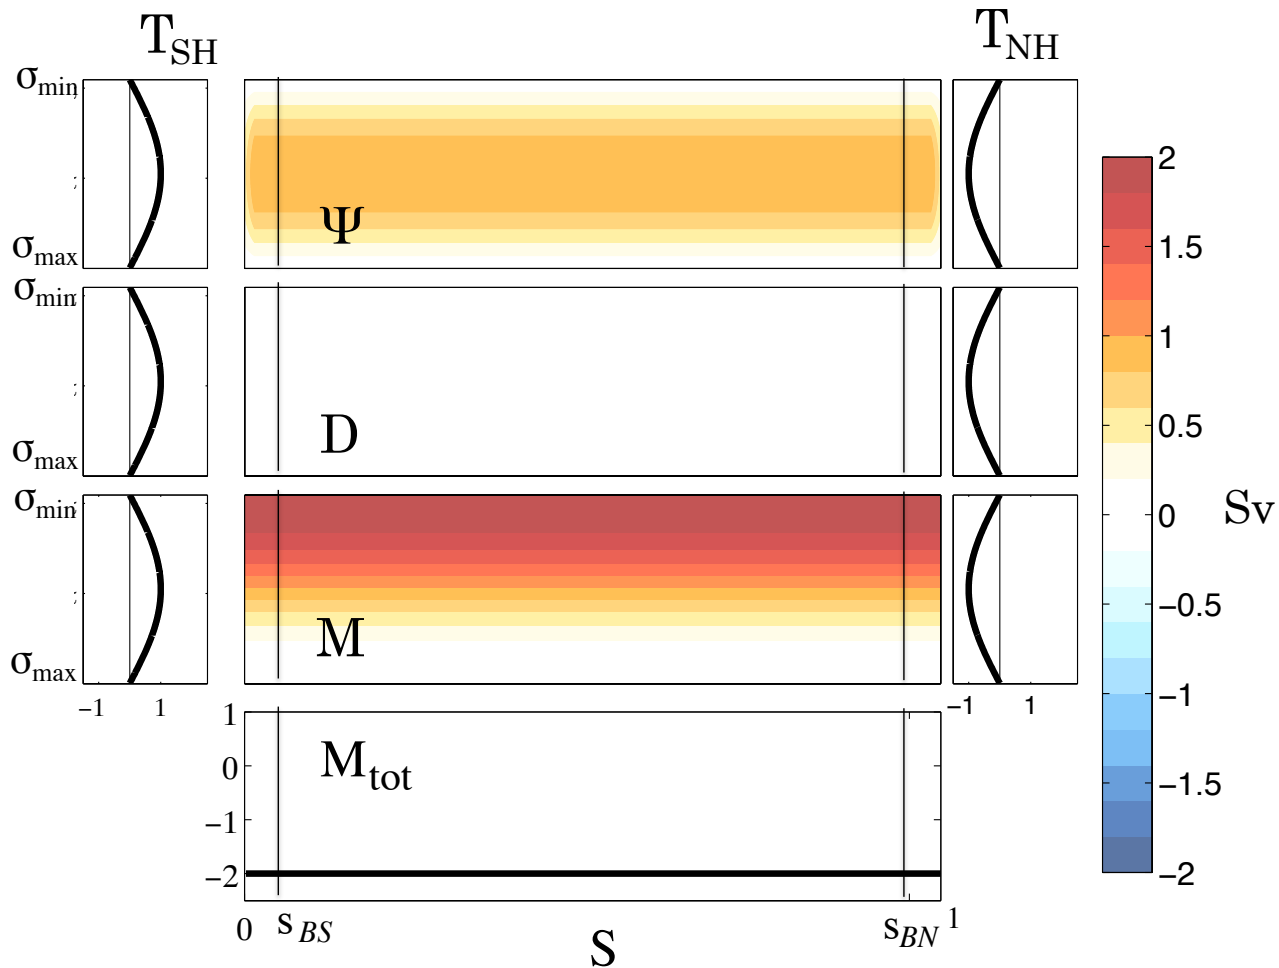 T_SH
T_NH
σ_min
σ_max
Ψ
σ_min
σ_max
D
σ_min
σ_max
M
−1 1
−1 1
1
0
−1
−2
M_tot
0 s_BS s_BN 1
S
2
1.5
1
0.5
0
−0.5
−1
−1.5
−2
Sv